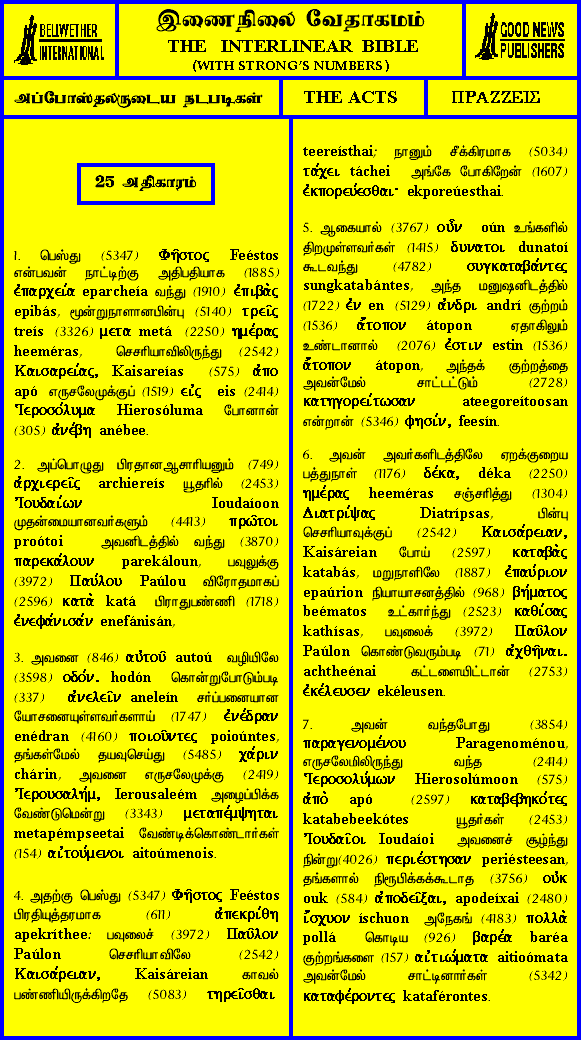 BELLWETHER
INTERNATIONAL
இணைநிலை வேதாகமம்
THE INTERLINEAR BIBLE
(WITH STRONG'S NUMBERS)
GOOD NEWS
PUBLISHERS
அப்போஸ்தலருடைய நடபடிகள்
THE ACTS
ΠΡΑΖΖΕΙΣ
25 அதிகாரம்
1. பெஸ்து (5347) Φῆστος Feéstos
என்பவன் நாட்டிற்கு அதிபதியாக (1885)
ἐπαρχεία eparcheía வந்து (1910) ἐπιβὰς
epibás, மூன்றுநாளானபின்பு (5140) τρεῖς
treís (3326) μετα metá (2250) ημέρας
heeméras, செசரியாவிலிருந்து (2542)
Καισαρείας, Kaisareías (575) ἀπο
apó எருசலேமுக்குப் (1519) εἰς eis (2414)
Ἱεροσόλυμα Hierosóluma போனான்
(305) ἀνέβη anébee.
2. அப்பொழுது பிரதானஆசாரியனும் (749)
ἀρχιερεῖς archiereís யூதரில் (2453)
Ἰουδαίων Ioudaíoon
முதன்மையானவர்களும் (4413) πρῶτοι
proótoi அவனிடத்தில் வந்து (3870)
παρεκάλουν parekáloun, பவுலுக்கு
(3972) Παύλου Paúlou விரோதமாகப்
(2596) κατὰ katá பிராதுபண்ணி (1718)
ἐνεφάνισάν enefánisán,
3. அவனை (846) αὐτοῦ autoú வழியிலே
(3598) οδόν. hodón கொன்றுபோடும்படி
(337) ἀνελεῖν aneleín சர்ப்பனையான
யோசனையுள்ளவர்களாய் (1747) ἐνέδραν
enédran (4160) ποιοῦντες poioúntes,
தங்கள்மேல் தயவுசெய்து (5485) χάριν
chárin, அவனை எருசலேமுக்கு (2419)
Ἰερουσαλήμ, Ierousaleém அழைப்பிக்க
வேண்டுமென்று (3343) μεταπέμψηται
metapémpseetai வேண்டிக்கொண்டார்கள்
(154) αἰτούμενοι aitoúmenois.
4. அதற்கு பெஸ்து (5347) Φῆστος Feéstos
பிரதியுத்தரமாக (611) ἀπεκρίθη
apekríthee: பவுலைச் (3972) Παῦλον
Paúlon செசரியாவிலே (2542)
Καισάρειαν, Kaisáreian காவல்
பண்ணியிருக்கிறதே (5083) τηρεῖσθαι
teereísthai; நானும் சீக்கிரமாக (5034)
τάχει táchei அங்கே போகிறேன் (1607)
ἐκπορεύεσθαι· ekporeúesthai.
5. ஆகையால் (3767) οὖν oún உங்களில்
திறமுள்ளவர்கள் (1415) δυνατοι dunatoí
கூடவந்து (4782) συγκαταβάντες
sungkatabántes, அந்த மனுஷனிடத்தில்
(1722) ἐν en (5129) ἀνδρι andrí குற்றம்
(1536) ἄτοπον átopon ஏதாகிலும்
உண்டானால் (2076) ἐστιν estin (1536)
ἄτοπον átopon, அந்தக் குற்றத்தை
அவன்மேல் சாட்டட்டும் (2728)
κατηγορείτωσαν ateegoreítoosan
என்றான் (5346) φησίν, feesín.
6. அவன் அவர்களிடத்திலே ஏறக்குறைய
பத்துநாள் (1176) δέκα, déka (2250)
ημέρας heeméras சஞ்சரித்து (1304)
Διατρίψας Diatrípsas, பின்பு
செசரியாவுக்குப் (2542) Καισάρειαν,
Kaisáreian போய் (2597) καταβὰς
katabás, மறுநாளிலே (1887) ἐπαύριον
epaúrion நியாயாசனத்தில் (968) βήματος
beématos உட்கார்ந்து (2523) καθίσας
kathísas, பவுலைக் (3972) Παῦλον
Paúlon கொண்டுவரும்படி (71) ἀχθῆναι.
achtheénai கட்டளையிட்டான் (2753)
ἐκέλευσεν ekéleusen.
7. அவன் வந்தபோது (3854)
παραγενομένου Paragenoménou,
எருசலேமிலிருந்து வந்த (2414)
Ἱεροσολύμων Hierosolúmoon (575)
ἀπὸ apó (2597) καταβεβηκότες
katabebeekótes யூதர்கள் (2453)
Ἰουδαῖοι Ioudaíoi அவனைச் சூழ்ந்து
நின்று(4026) περιέστησαν periésteesan,
தங்களால் நிரூபிக்கக்கூடாத (3756) οὐκ
ouk (584) ἀποδεῖξαι, apodeíxai (2480)
ἴσχυον íschuon அநேகங் (4183) πολλὰ
pollá கொடிய (926) βαρέα baréa
குற்றங்களை (157) αἰτιώματα aitioómata
அவன்மேல் சாட்டினார்கள் (5342)
καταφέροντες kataférontes.